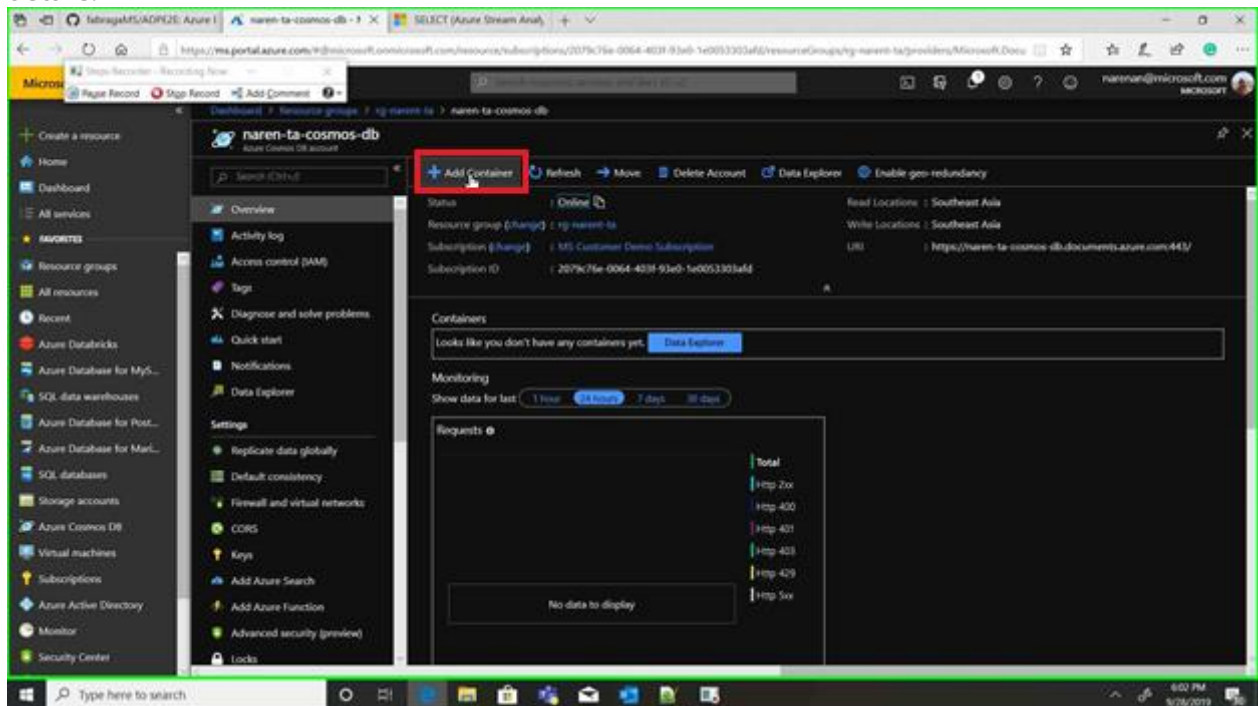 fabragaMS/ADPE2E: Azure
naren-ta-cosmos-db -
SELECT (Azure Stream Analy
Steps Recorder - Recording Now
Pause Record Stop Record Add Comment
narenan@microsoft.com
MICROSOFT
Dashboard > Resource groups > rg-narent-ta > naren-ta-cosmos-db
naren-ta-cosmos-db
Azure Cosmos DB account
Search (Ctrl+/)
Add Container Refresh Move Delete Account Data Explorer Enable geo-redundancy
Create a resource
Home
Dashboard
All services
FAVORITES
Resource groups
All resources
Recent
Azure Databricks
Azure Database for MyS...
SQL data warehouses
Azure Database for Post...
Azure Database for Mari...
SQL databases
Storage accounts
Azure Cosmos DB
Virtual machines
Subscriptions
Azure Active Directory
Monitor
Security Center
Overview
Activity log
Access control (IAM)
Tags
Diagnose and solve problems
Quick start
Notifications
Data Explorer
Settings
Replicate data globally
Default consistency
Firewall and virtual networks
CORS
Keys
Add Azure Search
Add Azure Function
Advanced security (preview)
Locks
Status : Online
Resource group (change) : rg-narent-ta
Subscription (change) : MS Customer Demo Subscription
Subscription ID : 2079c76e-0064-403f-93e0-1e0053303afd
Read Locations : Southeast Asia
Write Locations : Southeast Asia
URI : https://naren-ta-cosmos-db.documents.azure.com:443/
Containers
Looks like you don't have any containers yet. Data Explorer
Monitoring
Show data for last 1 hour 24 hours 7 days 30 days
Requests
Total
Http 2xx
Http 400
Http 401
Http 403
Http 429
Http 5xx
No data to display
Type here to search
6:02 PM
9/28/2019